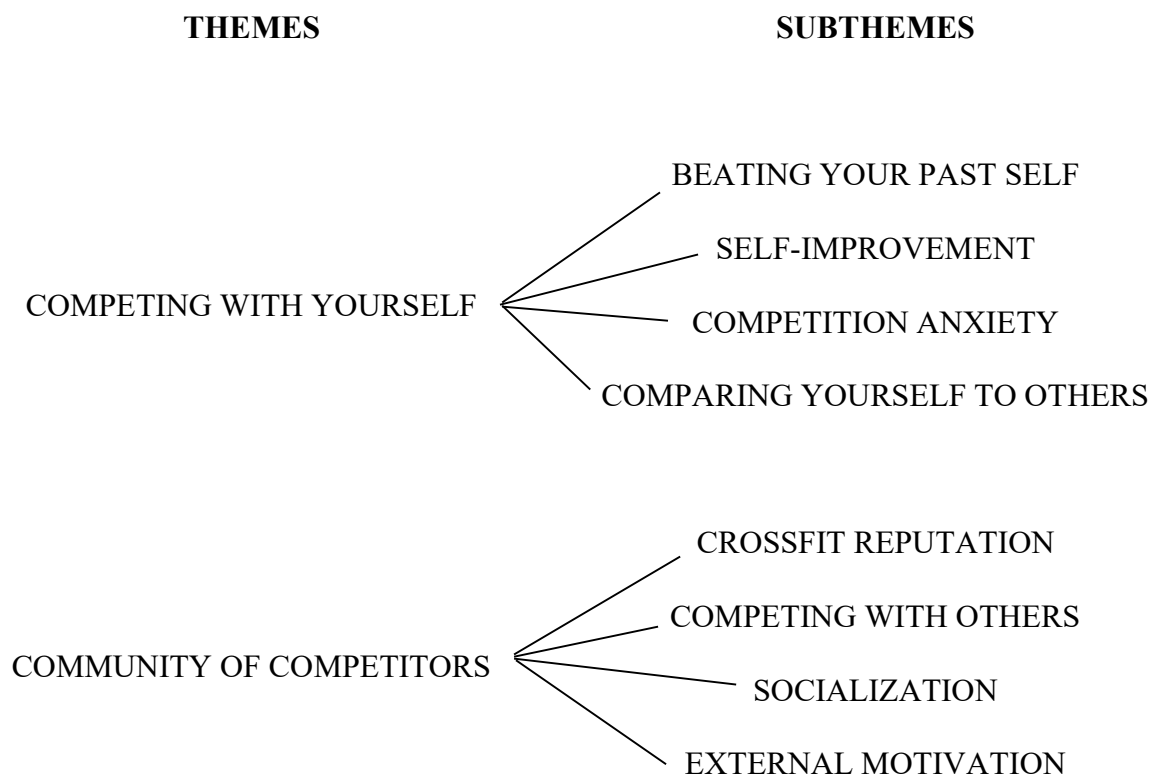 THEMES SUBTHEMES
BEATING YOUR PAST SELF
SELF-IMPROVEMENT
COMPETING WITH YOURSELF
COMPETITION ANXIETY
COMPARING YOURSELF TO OTHERS
CROSSFIT REPUTATION
COMPETING WITH OTHERS
COMMUNITY OF COMPETITORS
SOCIALIZATION
EXTERNAL MOTIVATION